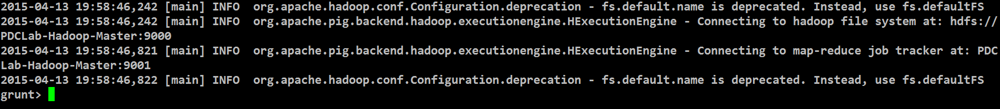 2015-04-13 19:58:46,242 [main] INFO  org.apache.hadoop.conf.Configuration.deprecation - fs.default.name is deprecated. Instead, use fs.defaultFS
2015-04-13 19:58:46,242 [main] INFO  org.apache.pig.backend.hadoop.executionengine.HExecutionEngine - Connecting to hadoop file system at: hdfs://
PDCLab-Hadoop-Master:9000
2015-04-13 19:58:46,821 [main] INFO  org.apache.pig.backend.hadoop.executionengine.HExecutionEngine - Connecting to map-reduce job tracker at: PDC
Lab-Hadoop-Master:9001
2015-04-13 19:58:46,822 [main] INFO  org.apache.hadoop.conf.Configuration.deprecation - fs.default.name is deprecated. Instead, use fs.defaultFS
grunt>